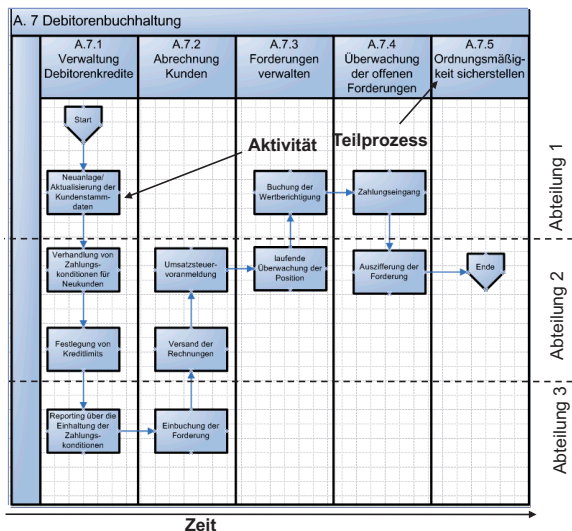 A. 7 Debitorenbuchhaltung
A.7.1
Verwaltung
Debitorenkredite
A.7.2
Abrechnung
Kunden
A.7.3
Forderungen
verwalten
A.7.4
Überwachung
der offenen
Forderungen
A.7.5
Ordnungsmäßig-
keit sicherstellen
Start
Aktivität
Teilprozess
Neuanlage/
Aktualisierung der
Kundenstamm-
daten
Buchung der
Wertberichtigung
Zahlungseingang
Abteilung 1
Verhandlung von
Zahlungs-
konditionen für
Neukunden
Umsatzsteuer-
voranmeldung
laufende
Überwachung der
Position
Auszifferung der
Forderung
Ende
Festlegung von
Kreditlimits
Versand der
Rechnungen
Abteilung 2
Reporting über die
Einhaltung der
Zahlungs-
konditionen
Einbuchung der
Forderung
Abteilung 3
Zeit